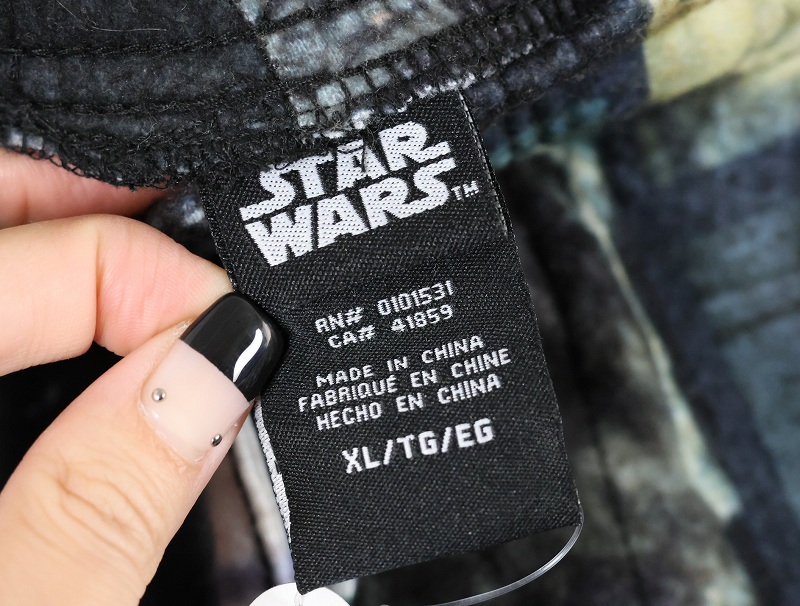 STAR
WARS™
RN# 0101531
CA# 41859
MADE IN CHINA
FABRIQUÉ EN CHINE
HECHO EN CHINA
XL/TG/EG